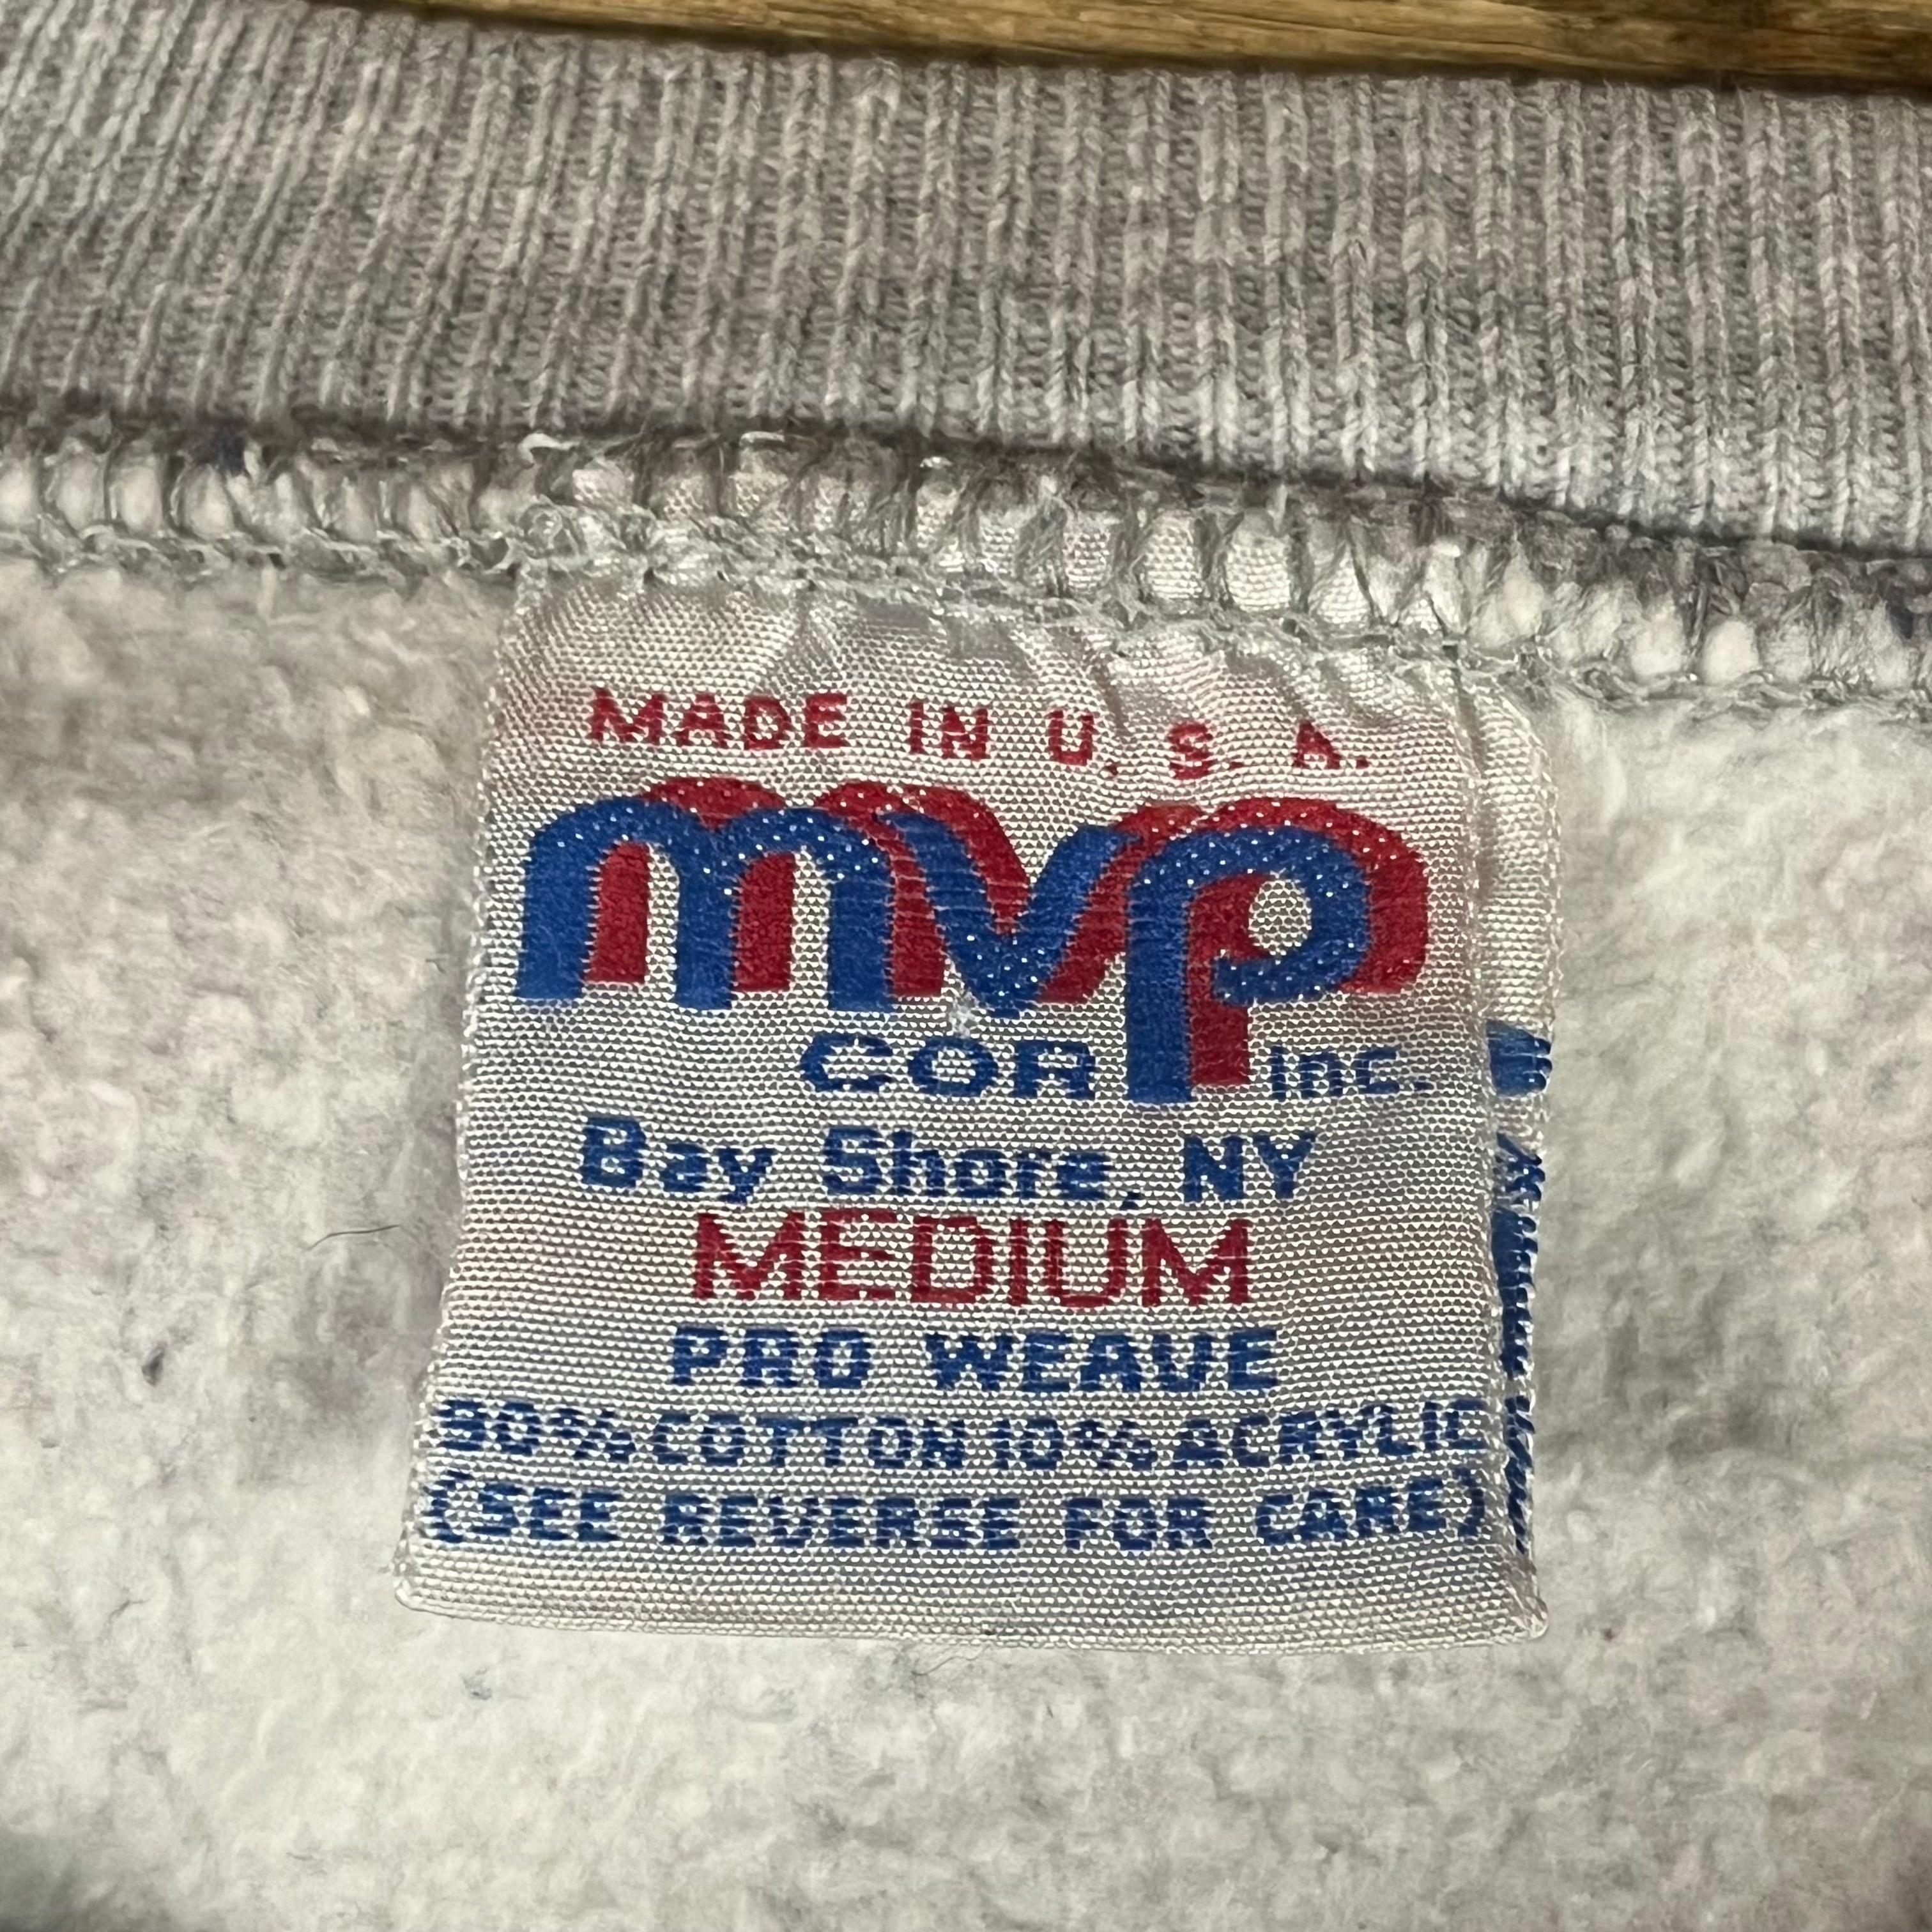 MADE IN U. S. A.
mvp
CORP inc.
Bay Shore, NY
MEDIUM
PRO WEAVE
90% COTTON 10% ACRYLIC
(SEE REVERSE FOR CARE)